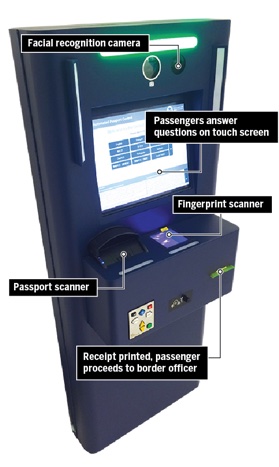 Facial recognition camera
Passengers answer
questions on touch screen
Fingerprint scanner
Passport scanner
Receipt printed, passenger
proceeds to border officer